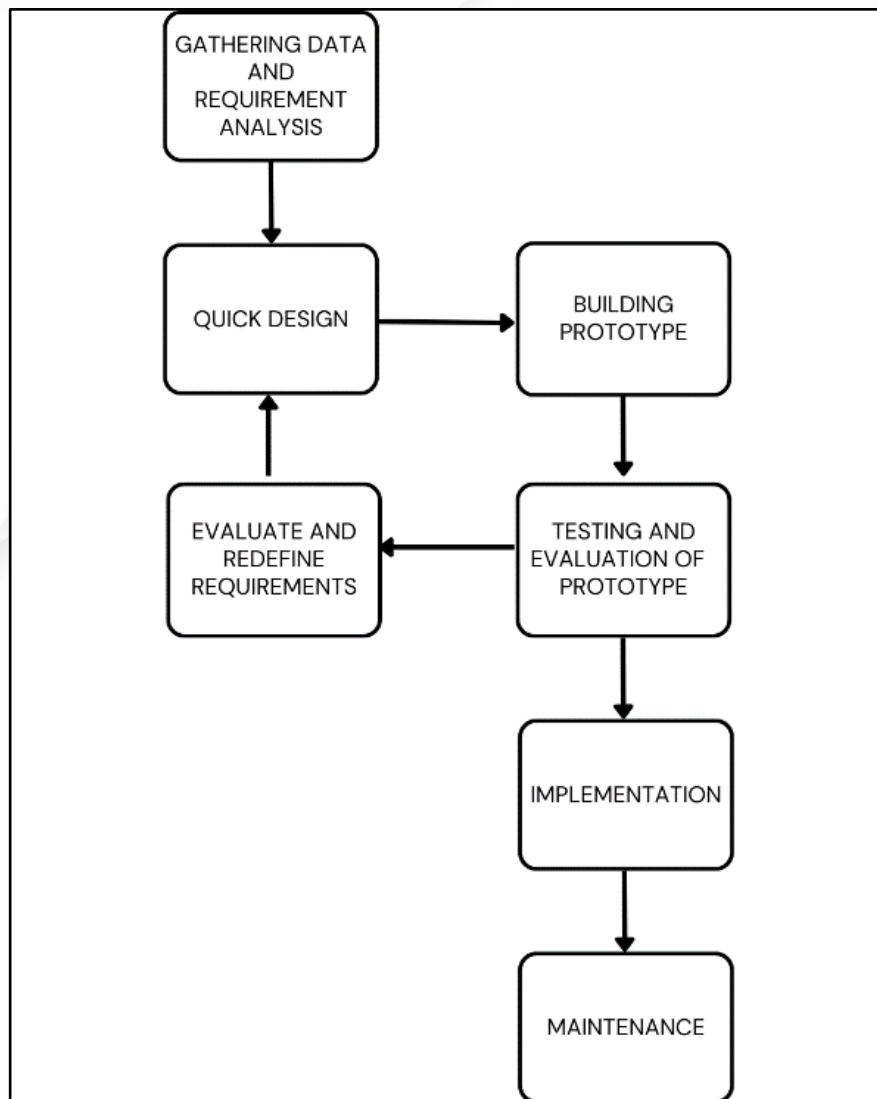 GATHERING DATA
AND
REQUIREMENT
ANALYSIS
QUICK DESIGN
BUILDING
PROTOTYPE
EVALUATE AND
REDEFINE
REQUIREMENTS
TESTING AND
EVALUATION OF
PROTOTYPE
IMPLEMENTATION
MAINTENANCE